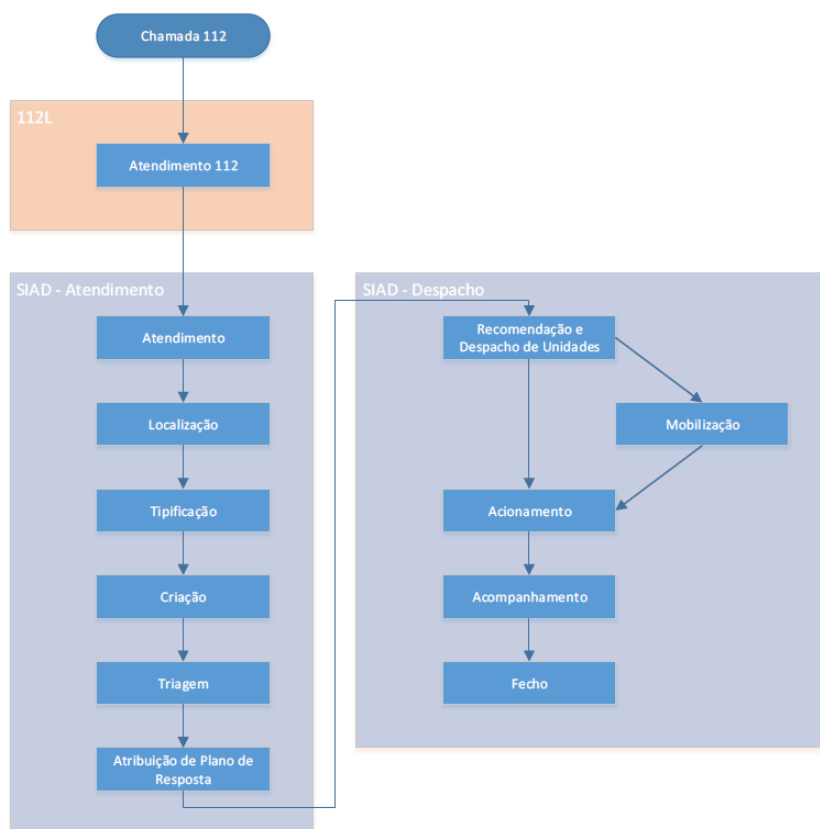 Chamada 112
112L
Atendimento 112
SIAD - Atendimento
Atendimento
Localização
Tipificação
Criação
Triagem
Atribuição de Plano de
Resposta
SIAD - Despacho
Recomendação e
Despacho de Unidades
Mobilização
Acionamento
Acompanhamento
Fecho